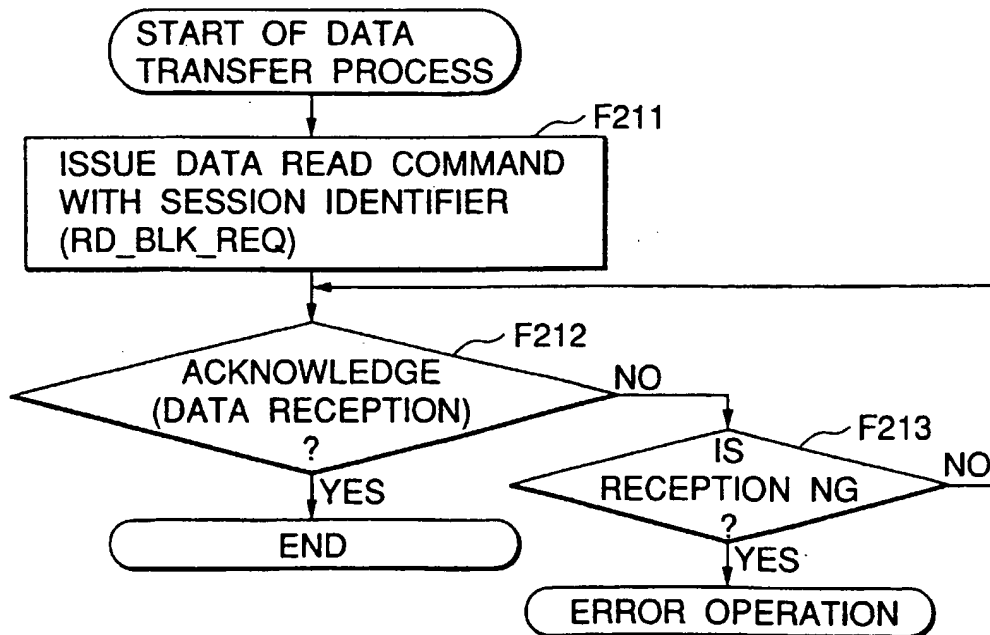 START OF DATA
TRANSFER PROCESS
F211
ISSUE DATA READ COMMAND
WITH SESSION IDENTIFIER
(RD_BLK_REQ)
F212
ACKNOWLEDGE
(DATA RECEPTION)
?
NO
YES
END
F213
IS
RECEPTION NG
?
NO
YES
ERROR OPERATION